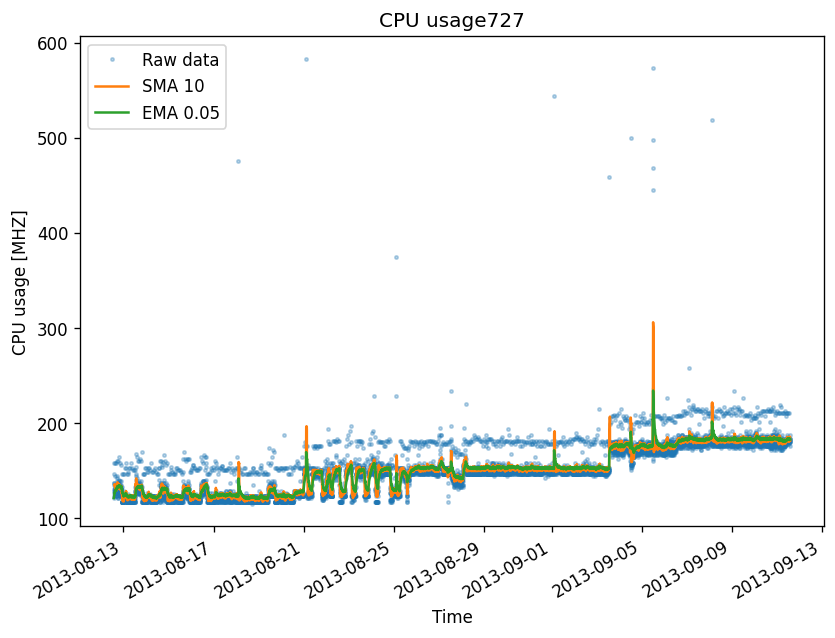 CPU usage727
Raw data
SMA 10
EMA 0.05
CPU usage [MHZ]
600
500
400
300
200
100
2013-08-13
2013-08-17
2013-08-21
2013-08-25
2013-08-29
2013-09-01
2013-09-05
2013-09-09
2013-09-13
Time